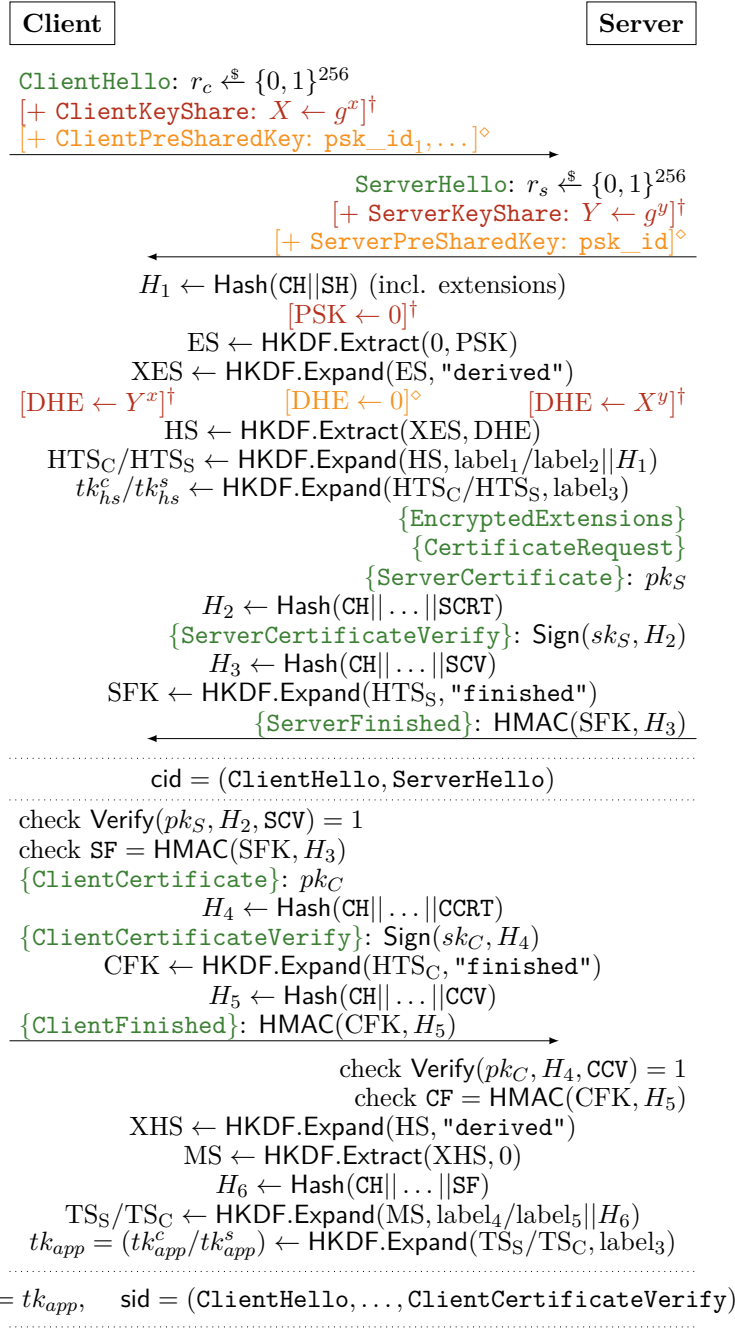 Client Server
ClientHello: r_c ←$ {0, 1}^256
[+ ClientKeyShare: X ← g^x]^†
[+ ClientPreSharedKey: psk_id_1, ...]^⋄
ServerHello: r_s ←$ {0, 1}^256
[+ ServerKeyShare: Y ← g^y]^†
[+ ServerPreSharedKey: psk_id]^⋄
H_1 ← Hash(CH||SH) (incl. extensions)
[PSK ← 0]^†
ES ← HKDF.Extract(0, PSK)
XES ← HKDF.Expand(ES, "derived")
[DHE ← Y^x]^† [DHE ← 0]^⋄ [DHE ← X^y]^†
HS ← HKDF.Extract(XES, DHE)
HTS_C/HTS_S ← HKDF.Expand(HS, label_1/label_2||H_1)
tk^c_hs/tk^s_hs ← HKDF.Expand(HTS_C/HTS_S, label_3)
{EncryptedExtensions}
{CertificateRequest}
{ServerCertificate}: pk_S
H_2 ← Hash(CH||...||SCRT)
{ServerCertificateVerify}: Sign(sk_S, H_2)
H_3 ← Hash(CH||...||SCV)
SFK ← HKDF.Expand(HTS_S, "finished")
{ServerFinished}: HMAC(SFK, H_3)
cid = (ClientHello, ServerHello)
check Verify(pk_S, H_2, SCV) = 1
check SF = HMAC(SFK, H_3)
{ClientCertificate}: pk_C
H_4 ← Hash(CH||...||CCRT)
{ClientCertificateVerify}: Sign(sk_C, H_4)
CFK ← HKDF.Expand(HTS_C, "finished")
H_5 ← Hash(CH||...||CCV)
{ClientFinished}: HMAC(CFK, H_5)
check Verify(pk_C, H_4, CCV) = 1
check CF = HMAC(CFK, H_5)
XHS ← HKDF.Expand(HS, "derived")
MS ← HKDF.Extract(XHS, 0)
H_6 ← Hash(CH||...||SF)
TS_S/TS_C ← HKDF.Expand(MS, label_4/label_5||H_6)
tk_app = (tk^c_app/tk^s_app) ← HKDF.Expand(TS_S/TS_C, label_3)
= tk_app, sid = (ClientHello, ..., ClientCertificateVerify)